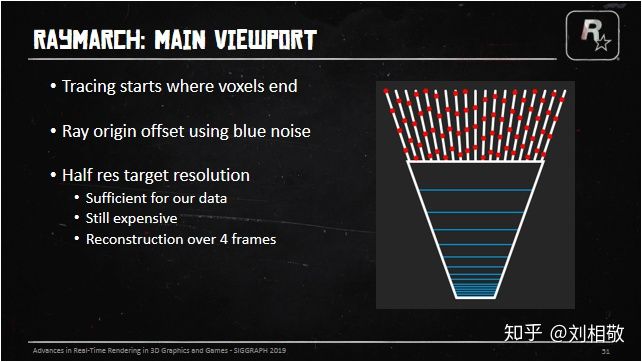 RAYMARCH: MAIN VIEWPORT
R
• Tracing starts where voxels end
• Ray origin offset using blue noise
• Half res target resolution
• Sufficient for our data
• Still expensive
• Reconstruction over 4 frames
Advances in Real-Time Rendering in 3D Graphics and Games - SIGGRAPH 2019
31
知乎 @刘相敬